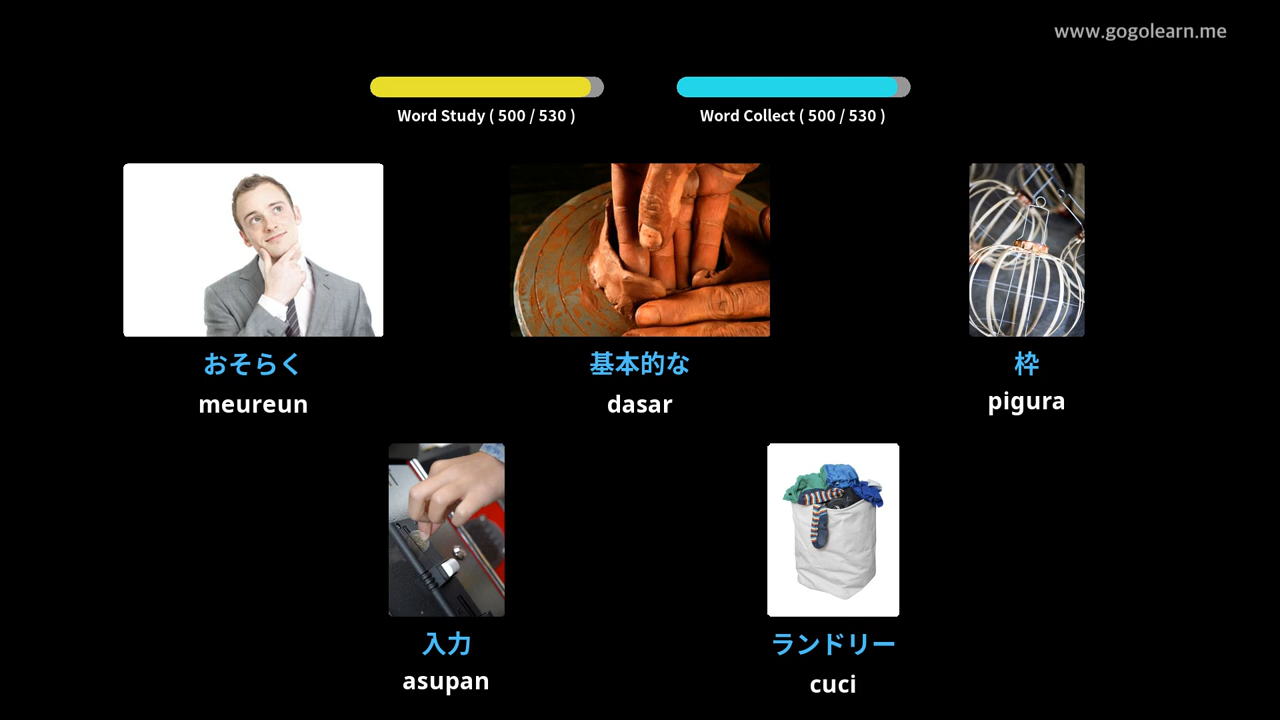 www.gogolearn.me
Word Study ( 500 / 530 )
Word Collect ( 500 / 530 )
おそらく
meureun
基本的な
dasar
枠
pigura
入力
asupan
ランドリー
cuci